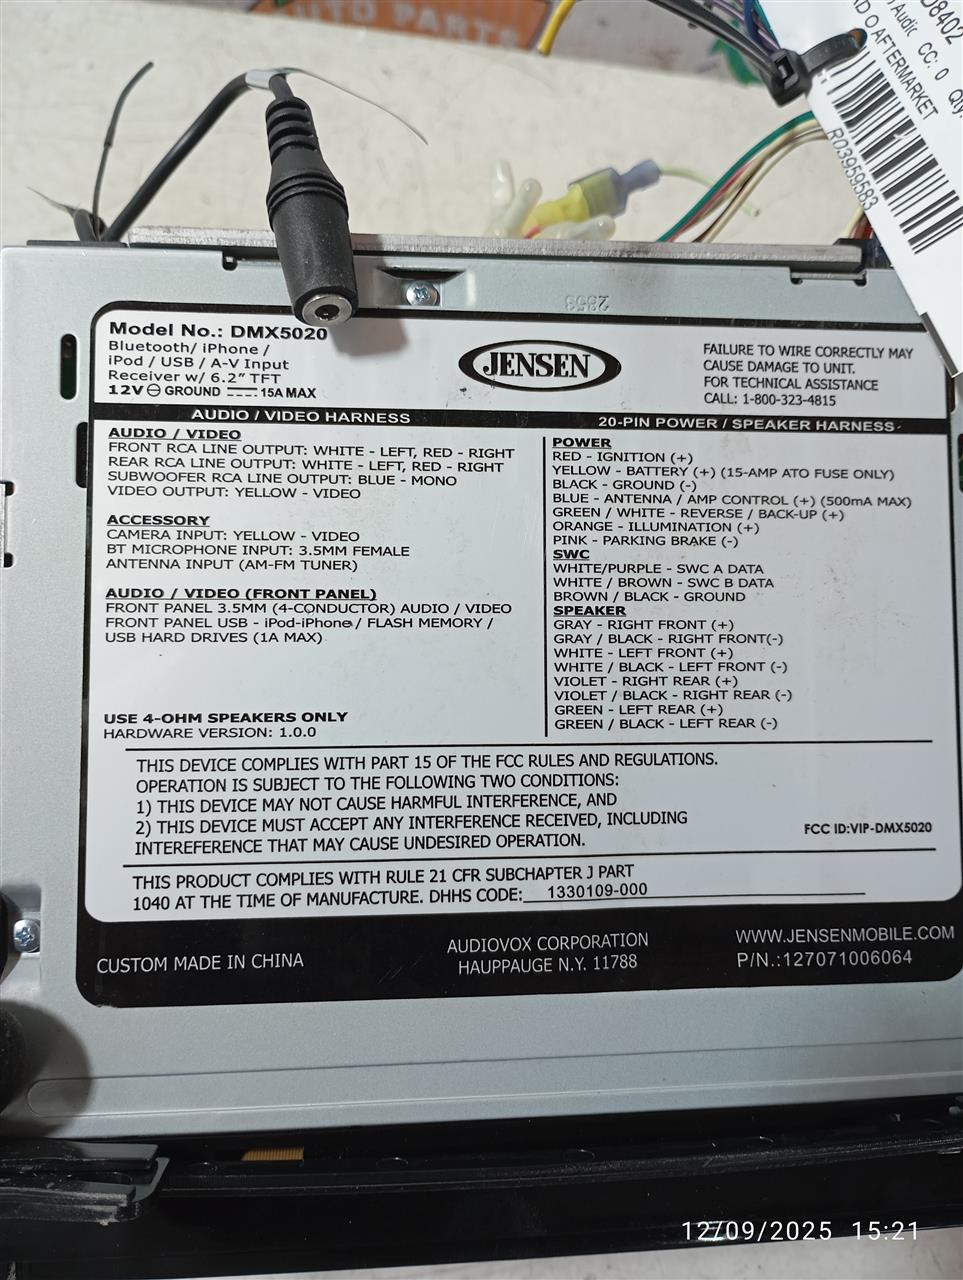 UTO PARTS
D8402
Audio CC: 0 Qty:
D O AFTERMARKET
R03959583
2853
Model No.: DMX5020
Bluetooth/ iPhone /
iPod / USB / A-V Input
Receiver w/ 6.2" TFT
12V ⊖ GROUND 15A MAX
JENSEN
FAILURE TO WIRE CORRECTLY MAY
CAUSE DAMAGE TO UNIT.
FOR TECHNICAL ASSISTANCE
CALL: 1-800-323-4815
AUDIO / VIDEO HARNESS
AUDIO / VIDEO
FRONT RCA LINE OUTPUT: WHITE - LEFT, RED - RIGHT
REAR RCA LINE OUTPUT: WHITE - LEFT, RED - RIGHT
SUBWOOFER RCA LINE OUTPUT: BLUE - MONO
VIDEO OUTPUT: YELLOW - VIDEO
ACCESSORY
CAMERA INPUT: YELLOW - VIDEO
BT MICROPHONE INPUT: 3.5MM FEMALE
ANTENNA INPUT (AM-FM TUNER)
AUDIO / VIDEO (FRONT PANEL)
FRONT PANEL 3.5MM (4-CONDUCTOR) AUDIO / VIDEO
FRONT PANEL USB - iPod-iPhone / FLASH MEMORY /
USB HARD DRIVES (1A MAX)
USE 4-OHM SPEAKERS ONLY
HARDWARE VERSION: 1.0.0
20-PIN POWER / SPEAKER HARNESS
POWER
RED - IGNITION (+)
YELLOW - BATTERY (+) (15-AMP ATO FUSE ONLY)
BLACK - GROUND (-)
BLUE - ANTENNA / AMP CONTROL (+) (500mA MAX)
GREEN / WHITE - REVERSE / BACK-UP (+)
ORANGE - ILLUMINATION (+)
PINK - PARKING BRAKE (-)
SWC
WHITE/PURPLE - SWC A DATA
WHITE / BROWN - SWC B DATA
BROWN / BLACK - GROUND
SPEAKER
GRAY - RIGHT FRONT (+)
GRAY / BLACK - RIGHT FRONT(-)
WHITE - LEFT FRONT (+)
WHITE / BLACK - LEFT FRONT (-)
VIOLET - RIGHT REAR (+)
VIOLET / BLACK - RIGHT REAR (-)
GREEN - LEFT REAR (+)
GREEN / BLACK - LEFT REAR (-)
THIS DEVICE COMPLIES WITH PART 15 OF THE FCC RULES AND REGULATIONS.
OPERATION IS SUBJECT TO THE FOLLOWING TWO CONDITIONS:
1) THIS DEVICE MAY NOT CAUSE HARMFUL INTERFERENCE, AND
2) THIS DEVICE MUST ACCEPT ANY INTERFERENCE RECEIVED, INCLUDING
INTEREFERENCE THAT MAY CAUSE UNDESIRED OPERATION.
FCC ID:VIP-DMX5020
THIS PRODUCT COMPLIES WITH RULE 21 CFR SUBCHAPTER J PART
1040 AT THE TIME OF MANUFACTURE. DHHS CODE: 1330109-000
CUSTOM MADE IN CHINA
AUDIOVOX CORPORATION
HAUPPAUGE N.Y. 11788
WWW.JENSENMOBILE.COM
P/N.:127071006064
12/09/2025 15:21